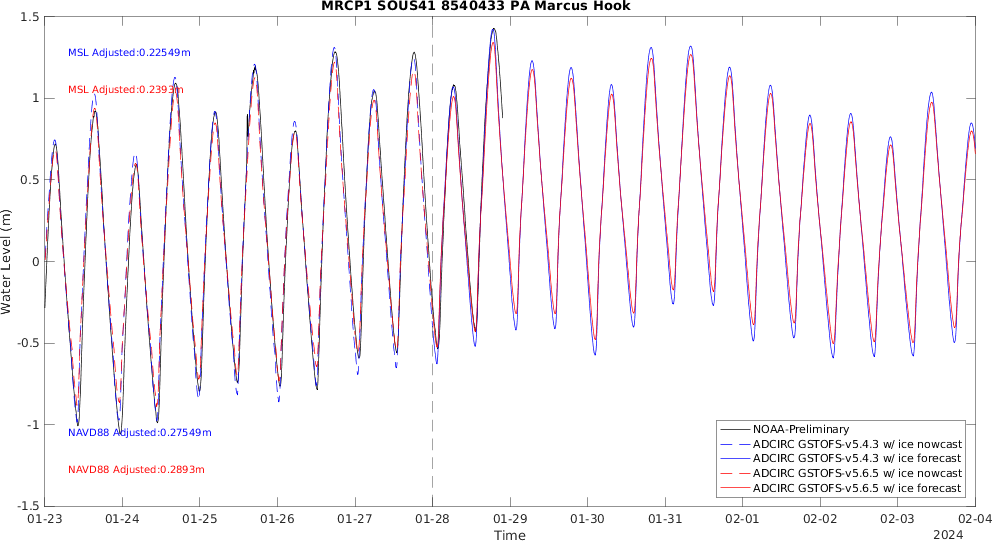 MRCP1 SOUS41 8540433 PA Marcus Hook
1.5
1
0.5
0
-0.5
-1
-1.5
Water Level (m)
MSL Adjusted:0.22549m
MSL Adjusted:0.2393m
NAVD88 Adjusted:0.27549m
NAVD88 Adjusted:0.2893m
NOAA-Preliminary
ADCIRC GSTOFS-v5.4.3 w/ ice nowcast
ADCIRC GSTOFS-v5.4.3 w/ ice forecast
ADCIRC GSTOFS-v5.6.5 w/ ice nowcast
ADCIRC GSTOFS-v5.6.5 w/ ice forecast
01-23 01-24 01-25 01-26 01-27 01-28 01-29 01-30 01-31 02-01 02-02 02-03 02-04
Time
2024